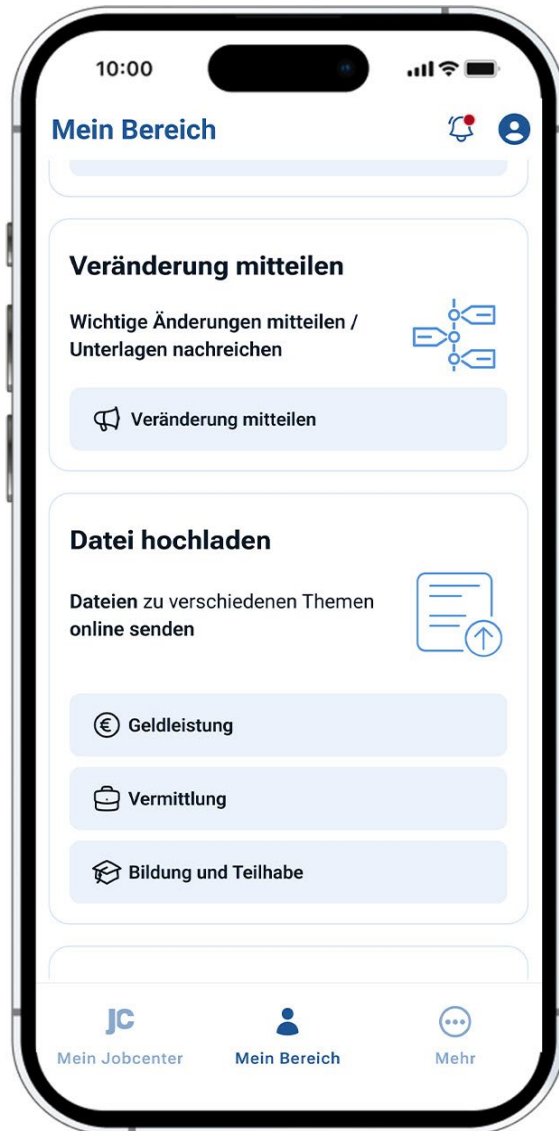 10:00
Mein Bereich
Veränderung mitteilen
Wichtige Änderungen mitteilen /
Unterlagen nachreichen
Veränderung mitteilen
Datei hochladen
Dateien zu verschiedenen Themen
online senden
€ Geldleistung
Vermittlung
Bildung und Teilhabe
JC
Mein Jobcenter
Mein Bereich
Mehr